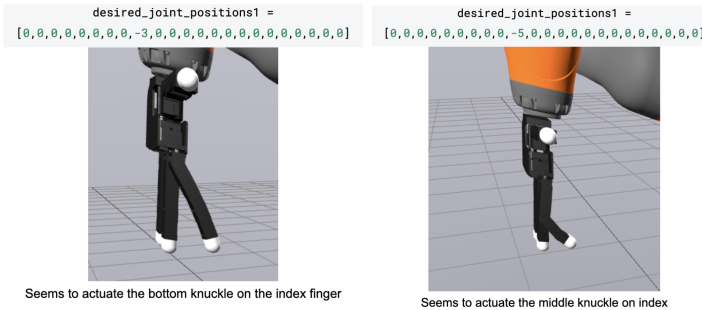 desired_joint_positions1 =
[0,0,0,0,0,0,0,0,-3,0,0,0,0,0,0,0,0,0,0,0,0,0,0]
Seems to actuate the bottom knuckle on the index finger
desired_joint_positions1 =
[0,0,0,0,0,0,0,0,0,-5,0,0,0,0,0,0,0,0,0,0,0,0,0]
Seems to actuate the middle knuckle on index